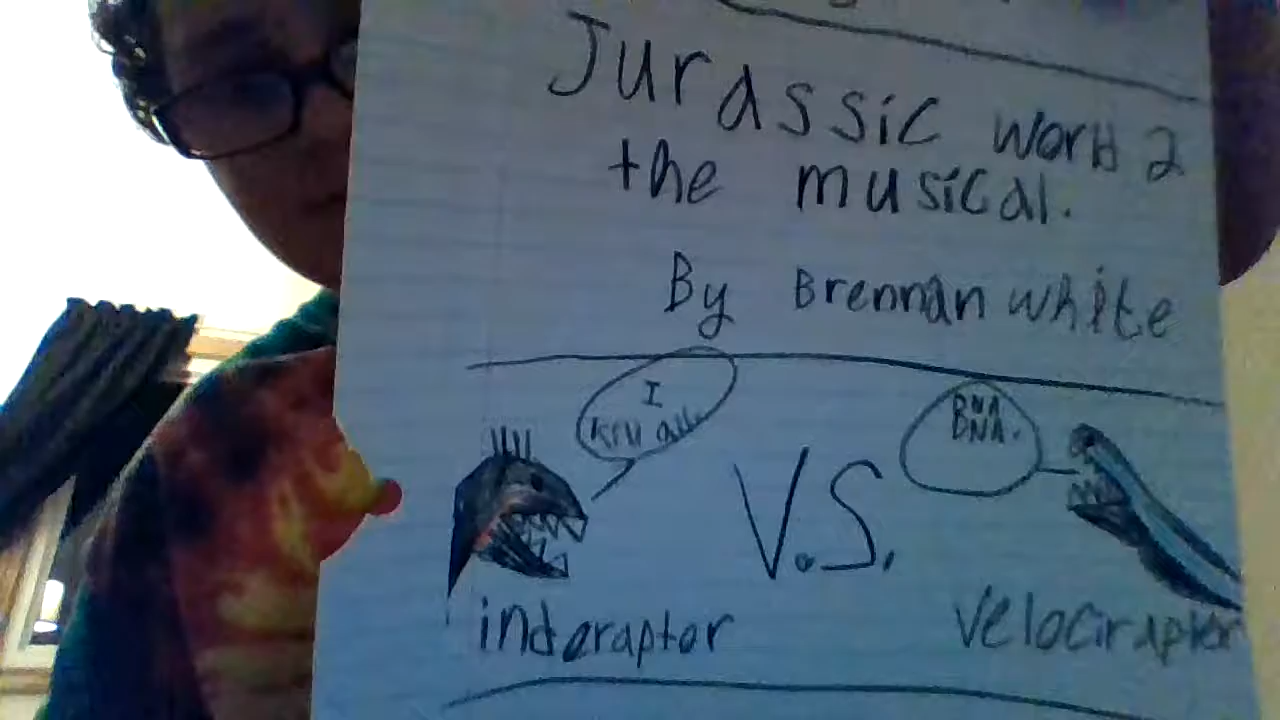 Jurassic World 2
the musical.
By Brennan White
I
kill all.
DNA
DNA.
V.S.
indoraptor
velociraptor